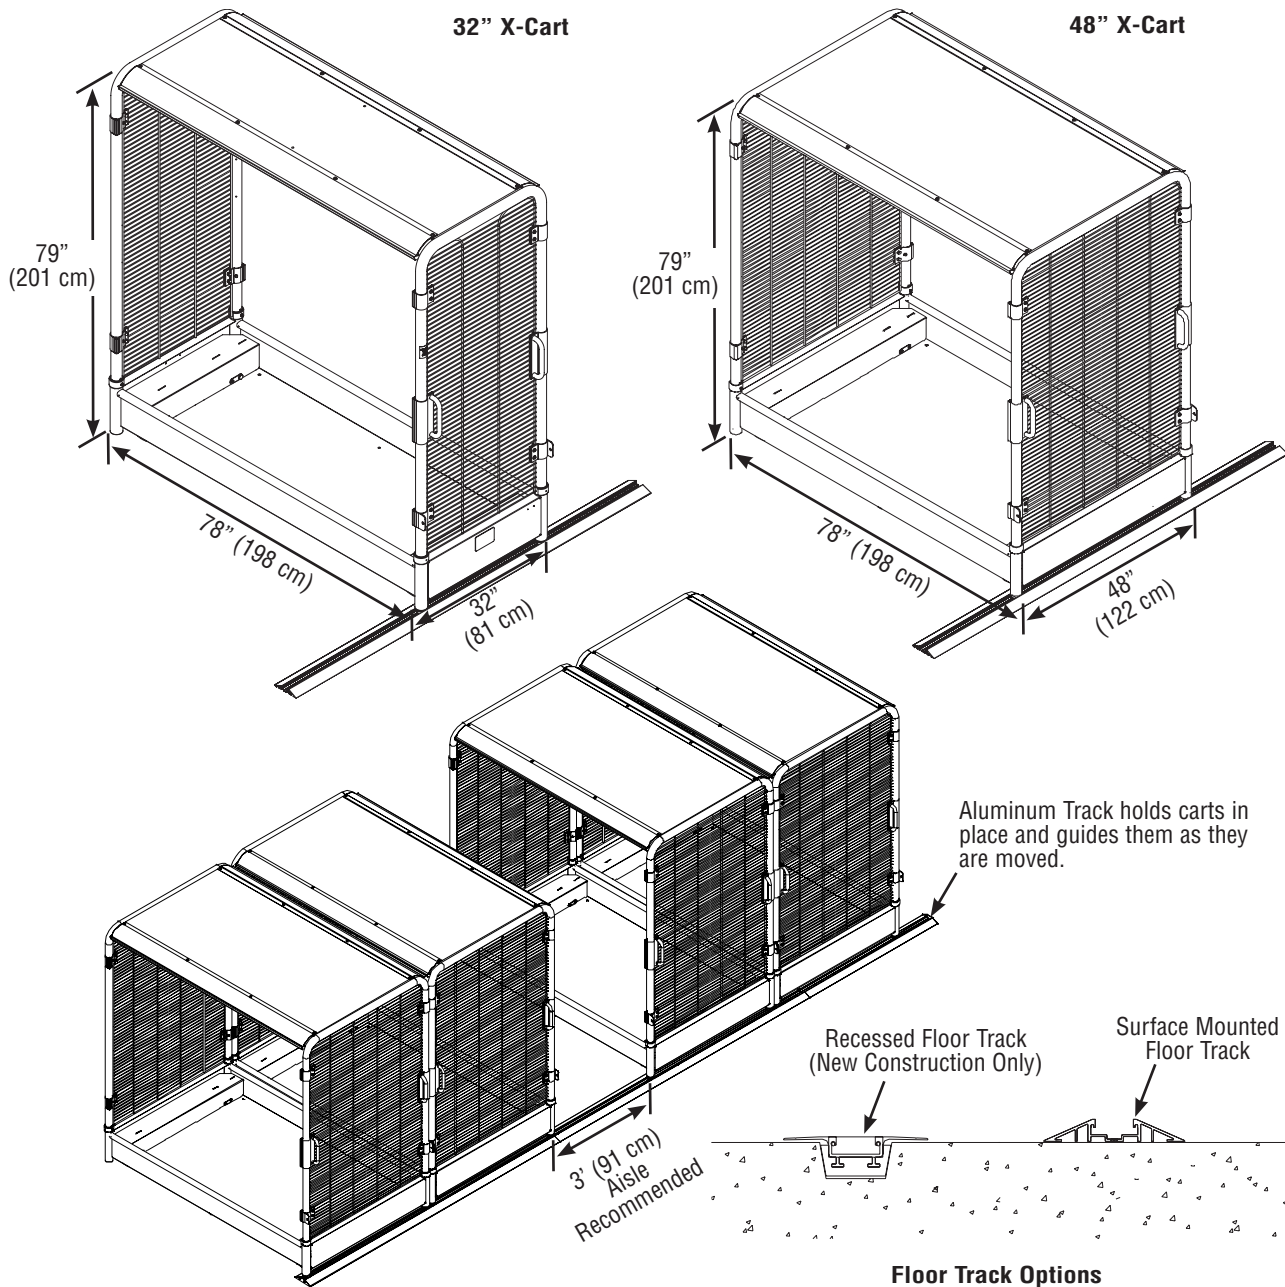 32” X-Cart
48” X-Cart
79”
(201 cm)
78” (198 cm)
32”
(81 cm)
79”
(201 cm)
78” (198 cm)
48”
(122 cm)
Aluminum Track holds carts in
place and guides them as they
are moved.
3’ (91 cm)
Aisle
Recommended
Recessed Floor Track
(New Construction Only)
Surface Mounted
Floor Track
Floor Track Options